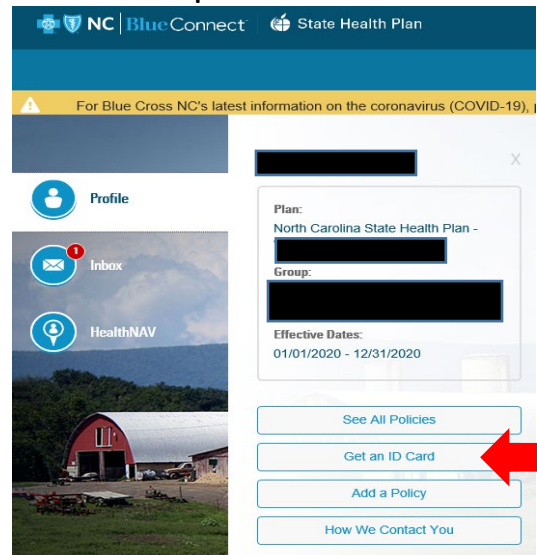 NC BlueConnect State Health Plan
For Blue Cross NC's latest information on the coronavirus (COVID-19),
X
Profile
Plan:
North Carolina State Health Plan -
1
Inbox
Group:
HealthNAV
Effective Dates:
01/01/2020 - 12/31/2020
See All Policies
Get an ID Card
Add a Policy
How We Contact You